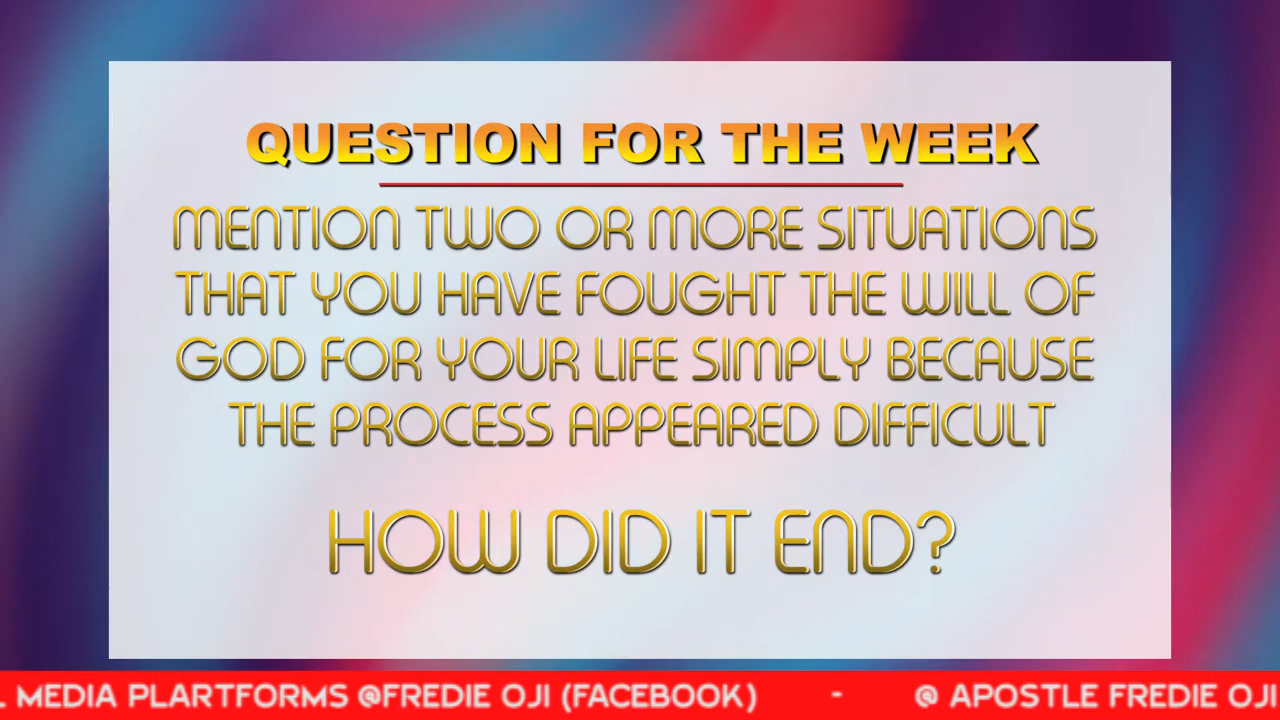 QUESTION FOR THE WEEK
MENTION TWO OR MORE SITUATIONS
THAT YOU HAVE FOUGHT THE WILL OF
GOD FOR YOUR LIFE SIMPLY BECAUSE
THE PROCESS APPEARED DIFFICULT
HOW DID IT END?
MEDIA PLARTFORMS @FREDIE OJI (FACEBOOK) - @ APOSTLE FREDIE OJI